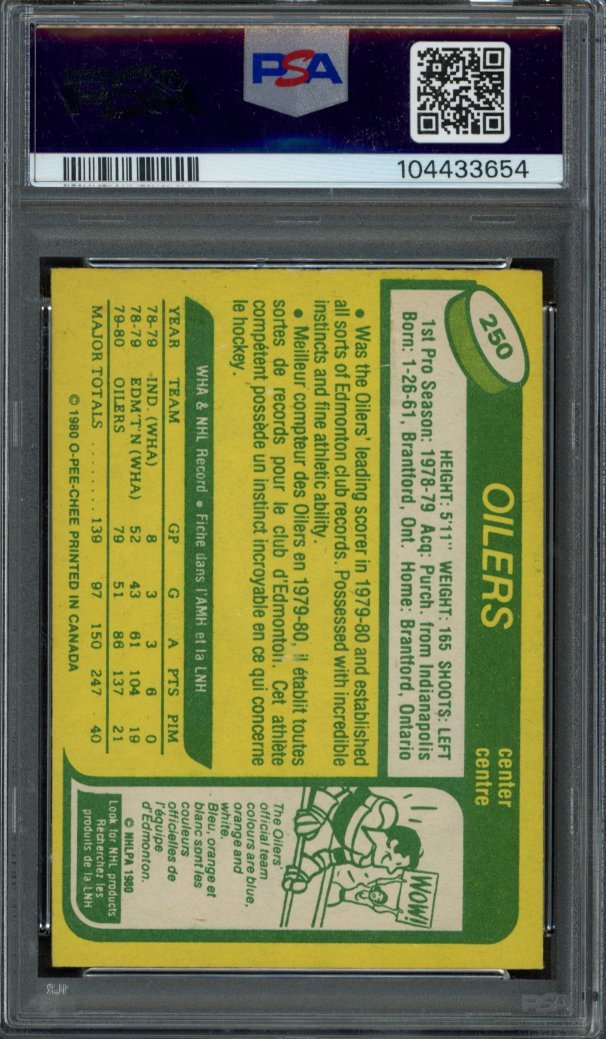 PSA
104433654
250
OILERS
center
centre
HEIGHT: 5'11" WEIGHT: 165 SHOOTS: LEFT
1st Pro Season: 1978-79 Acq: Purch. from Indianapolis
Born: 1-26-61, Brantford, Ont. Home: Brantford, Ontario
• Was the Oilers' leading scorer in 1979-80 and established
all sorts of Edmonton club records. Possessed with incredible
instincts and fine athletic ability.
• Meilleur compteur des Oilers en 1979-80, il établit toutes
sortes de records pour le club d'Edmonton. Cet athlète
compétent possède un instinct incroyable en ce qui concerne
le hockey.
WHA & NHL Record • Fiche dans l'AMH et la LNH
YEAR TEAM GP G A PTS PIM
78-79 IND. (WHA) 8 3 3 6 0
78-79 EDM'T'N (WHA) 52 43 61 104 19
79-80 OILERS 79 51 86 137 21
MAJOR TOTALS ........ 139 97 150 247 40
© 1980 O-PEE-CHEE PRINTED IN CANADA
WOW!
The Oilers
official team
colours are blue,
orange and
white.
Bleu, orange et
blanc sont les
couleurs
officielles de
l'équipe
d'Edmonton.
© NHLPA 1980
Look for NHL products
Recherchez les
produits de la LNH
PSA